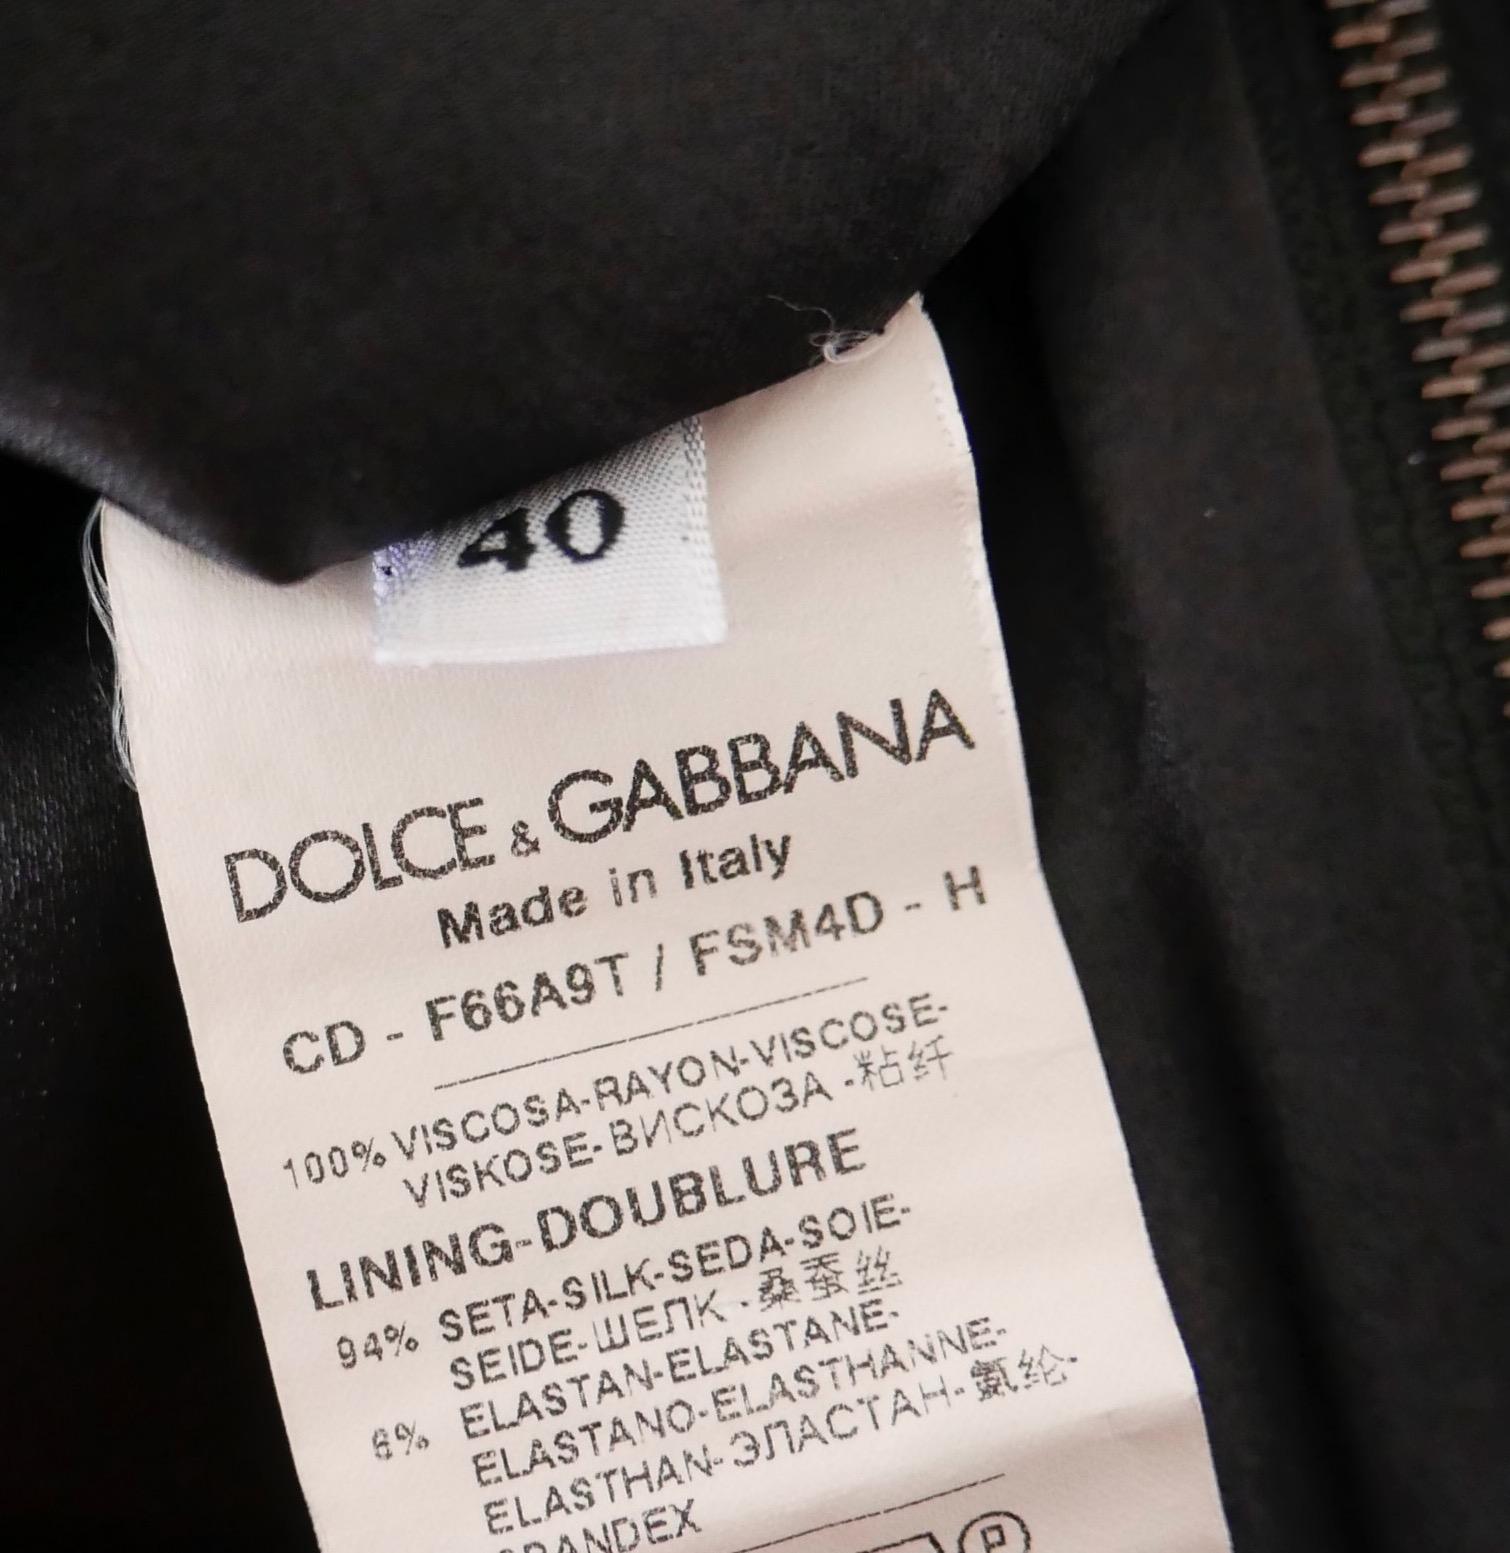 40
DOLCE & GABBANA
Made in Italy
CD - F66A9T / FSM4D - H
100% VISCOSA-RAYON-VISCOSE-
VISKOSE-ВИСКОЗА -粘纤
LINING-DOUBLURE
94% SETA-SILK-SEDA-SOIE-
SEIDE-ШЕЛК -桑蚕丝
6% ELASTAN-ELASTANE-
ELASTANO-ELASTHANNE-
ELASTHAN-ЭЛАСТАН-氨纶-
SPANDEX
P